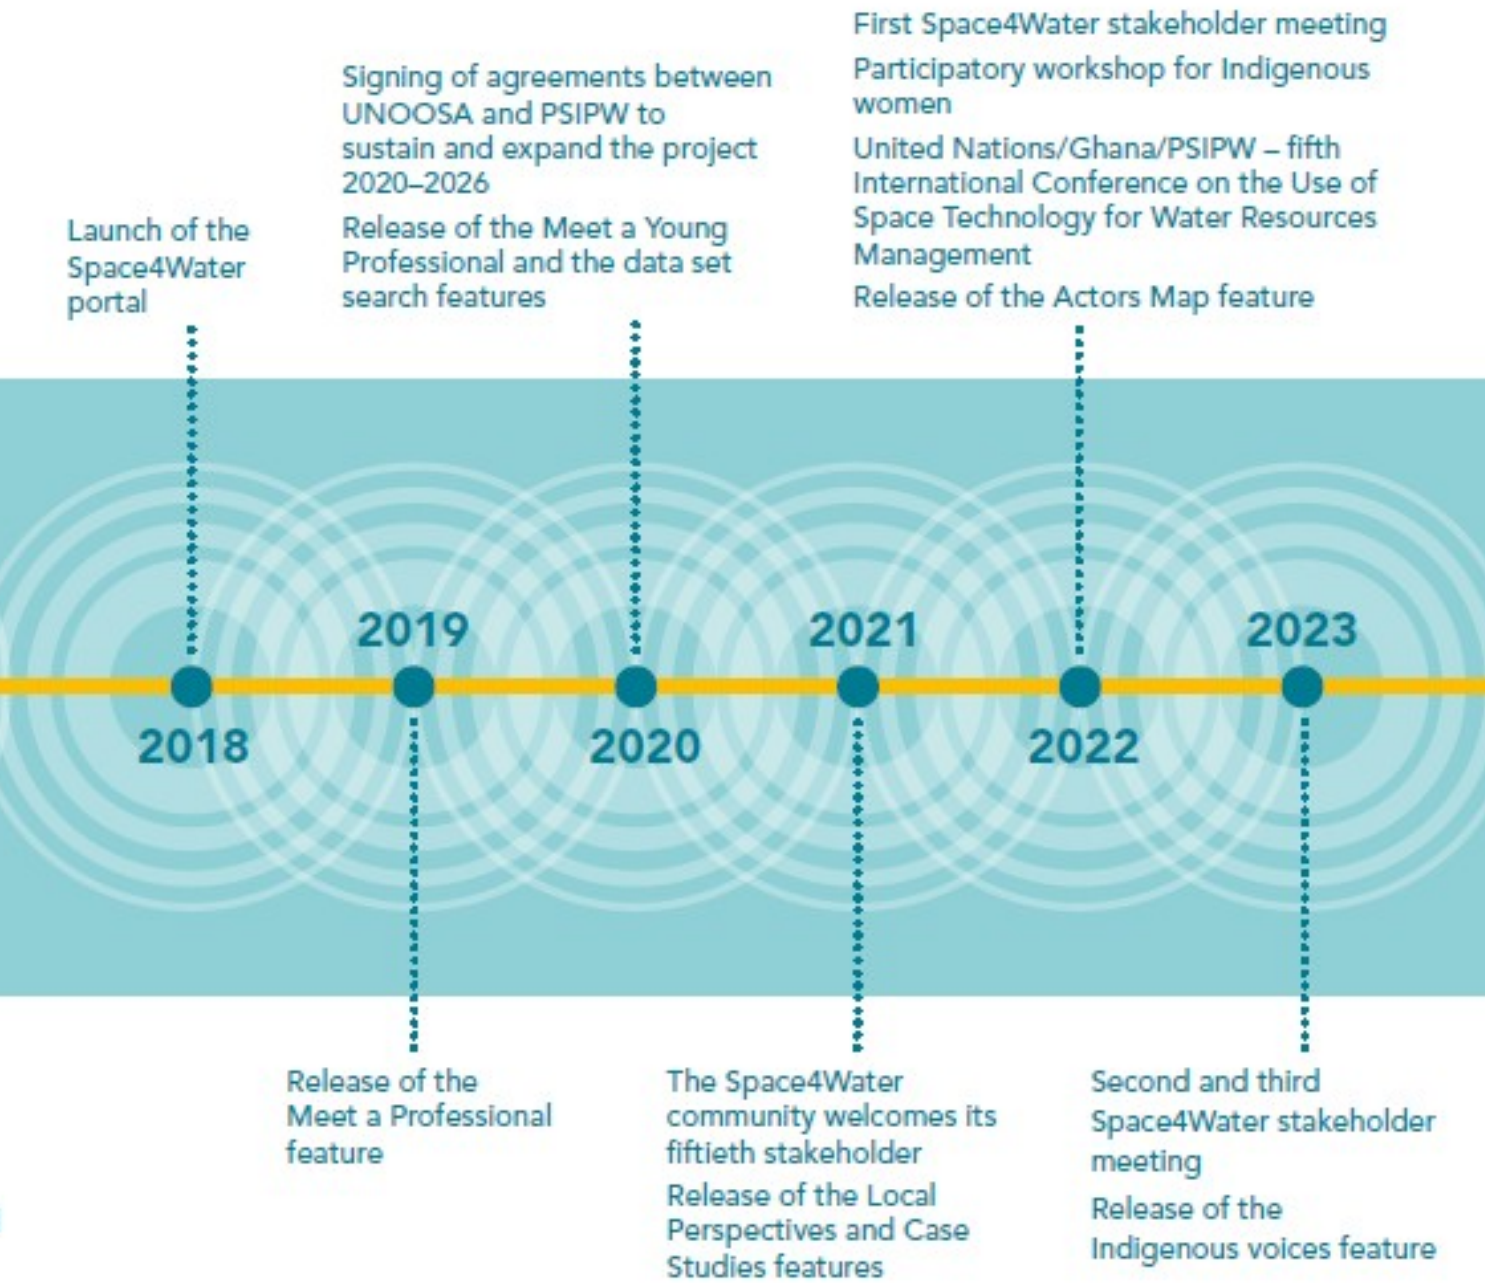 Launch of the
Space4Water
portal
Signing of agreements between
UNOOSA and PSIPW to
sustain and expand the project
2020–2026
Release of the Meet a Young
Professional and the data set
search features
First Space4Water stakeholder meeting
Participatory workshop for Indigenous
women
United Nations/Ghana/PSIPW – fifth
International Conference on the Use of
Space Technology for Water Resources
Management
Release of the Actors Map feature
2018
2019
2020
2021
2022
2023
Release of the
Meet a Professional
feature
The Space4Water
community welcomes its
fiftieth stakeholder
Release of the Local
Perspectives and Case
Studies features
Second and third
Space4Water stakeholder
meeting
Release of the
Indigenous voices feature